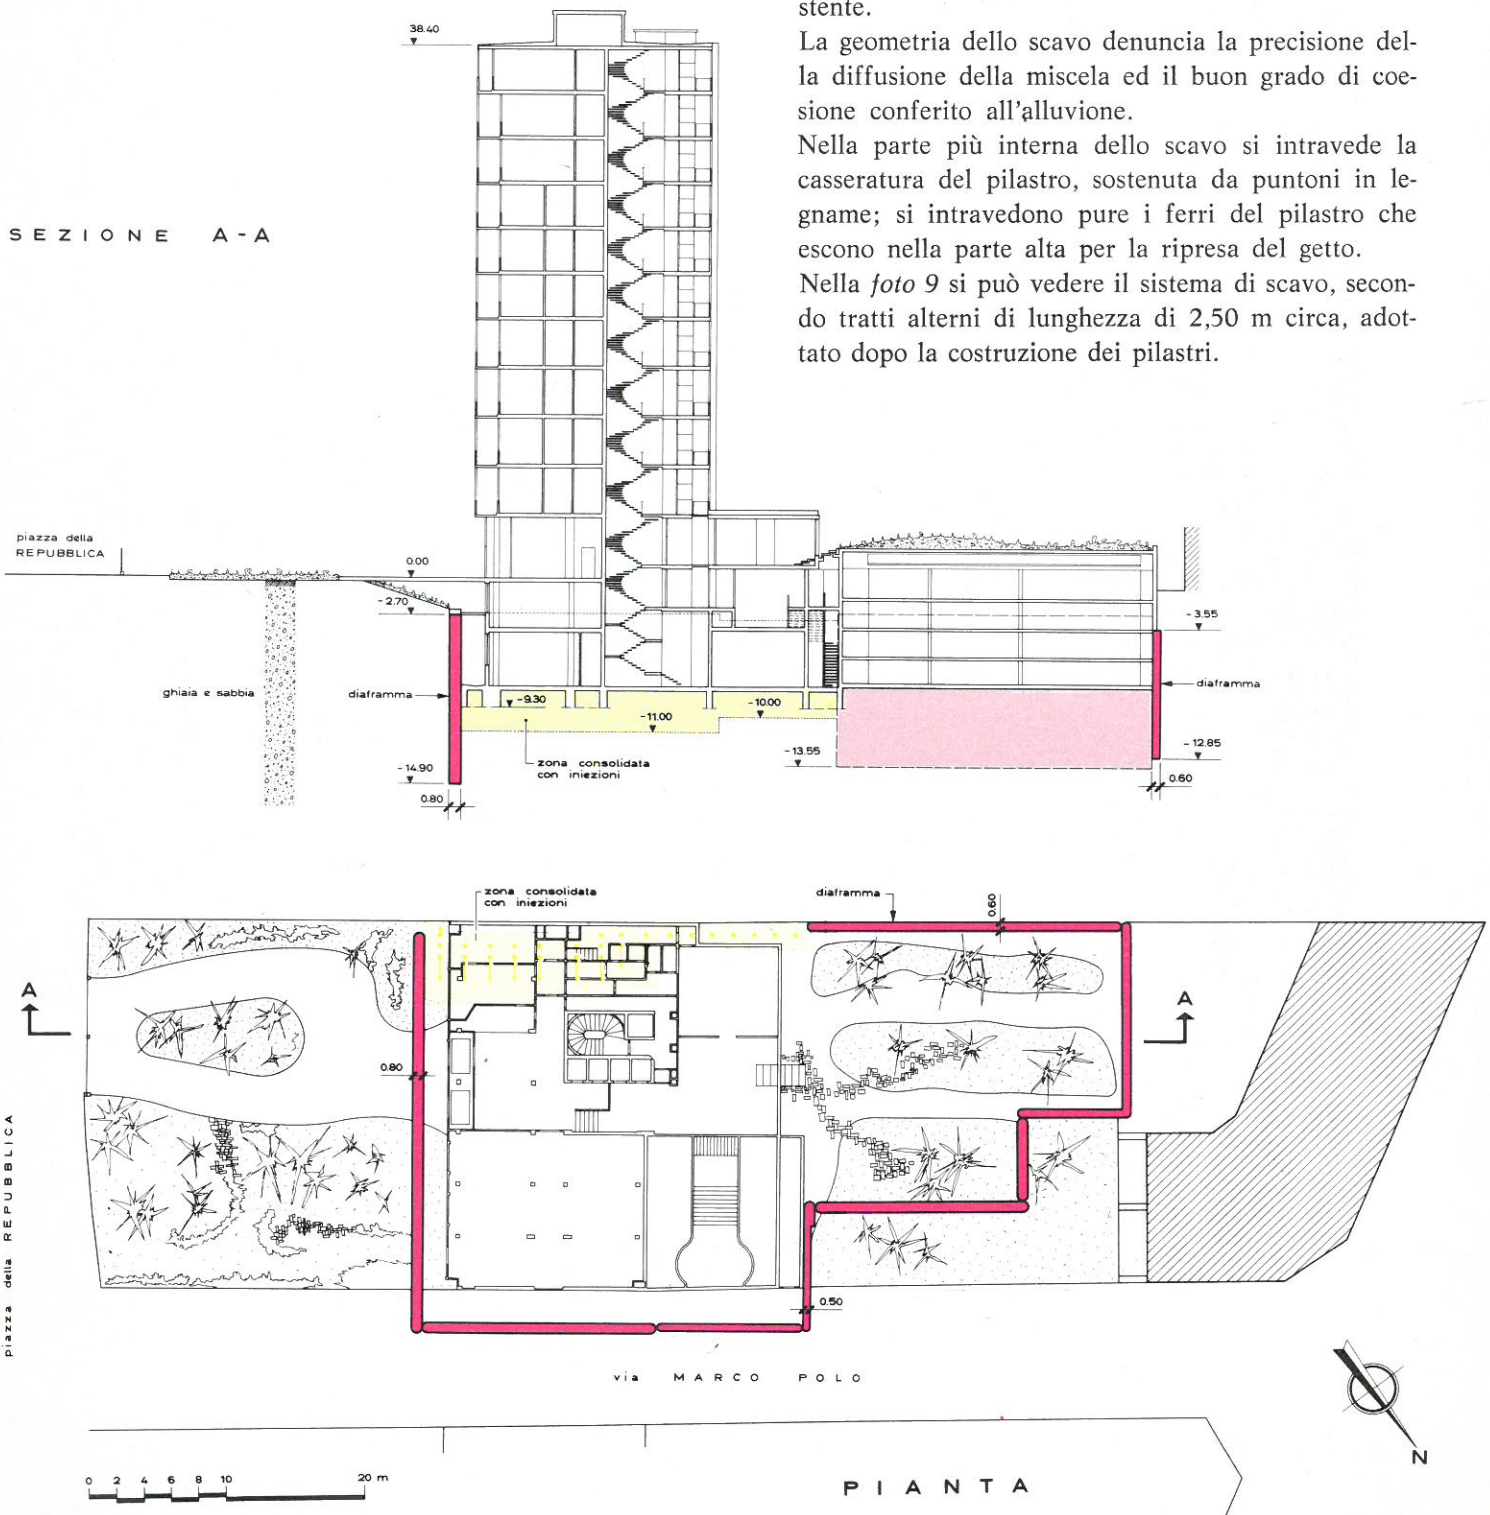 stente.
La geometria dello scavo denuncia la precisione del-
la diffusione della miscela ed il buon grado di coe-
sione conferito all'alluvione.
Nella parte più interna dello scavo si intravede la
casseratura del pilastro, sostenuta da puntoni in le-
gname; si intravedono pure i ferri del pilastro che
escono nella parte alta per la ripresa del getto.
Nella foto 9 si può vedere il sistema di scavo, secon-
do tratti alterni di lunghezza di 2,50 m circa, adot-
tato dopo la costruzione dei pilastri.
38.40
SEZIONE A-A
piazza della
REPUBBLICA
0.00
-2.70
-3.55
ghiaia e sabbia
diaframma
diaframma
-9.30
-10.00
-11.00
zona consolidata
con iniezioni
-13.55
-12.85
-14.90
0.80
0.60
zona consolidata
con iniezioni
diaframma
0.60
A
A
0.80
piazza della REPUBBLICA
0.50
via MARCO POLO
N
0 2 4 6 8 10 20 m
PIANTA